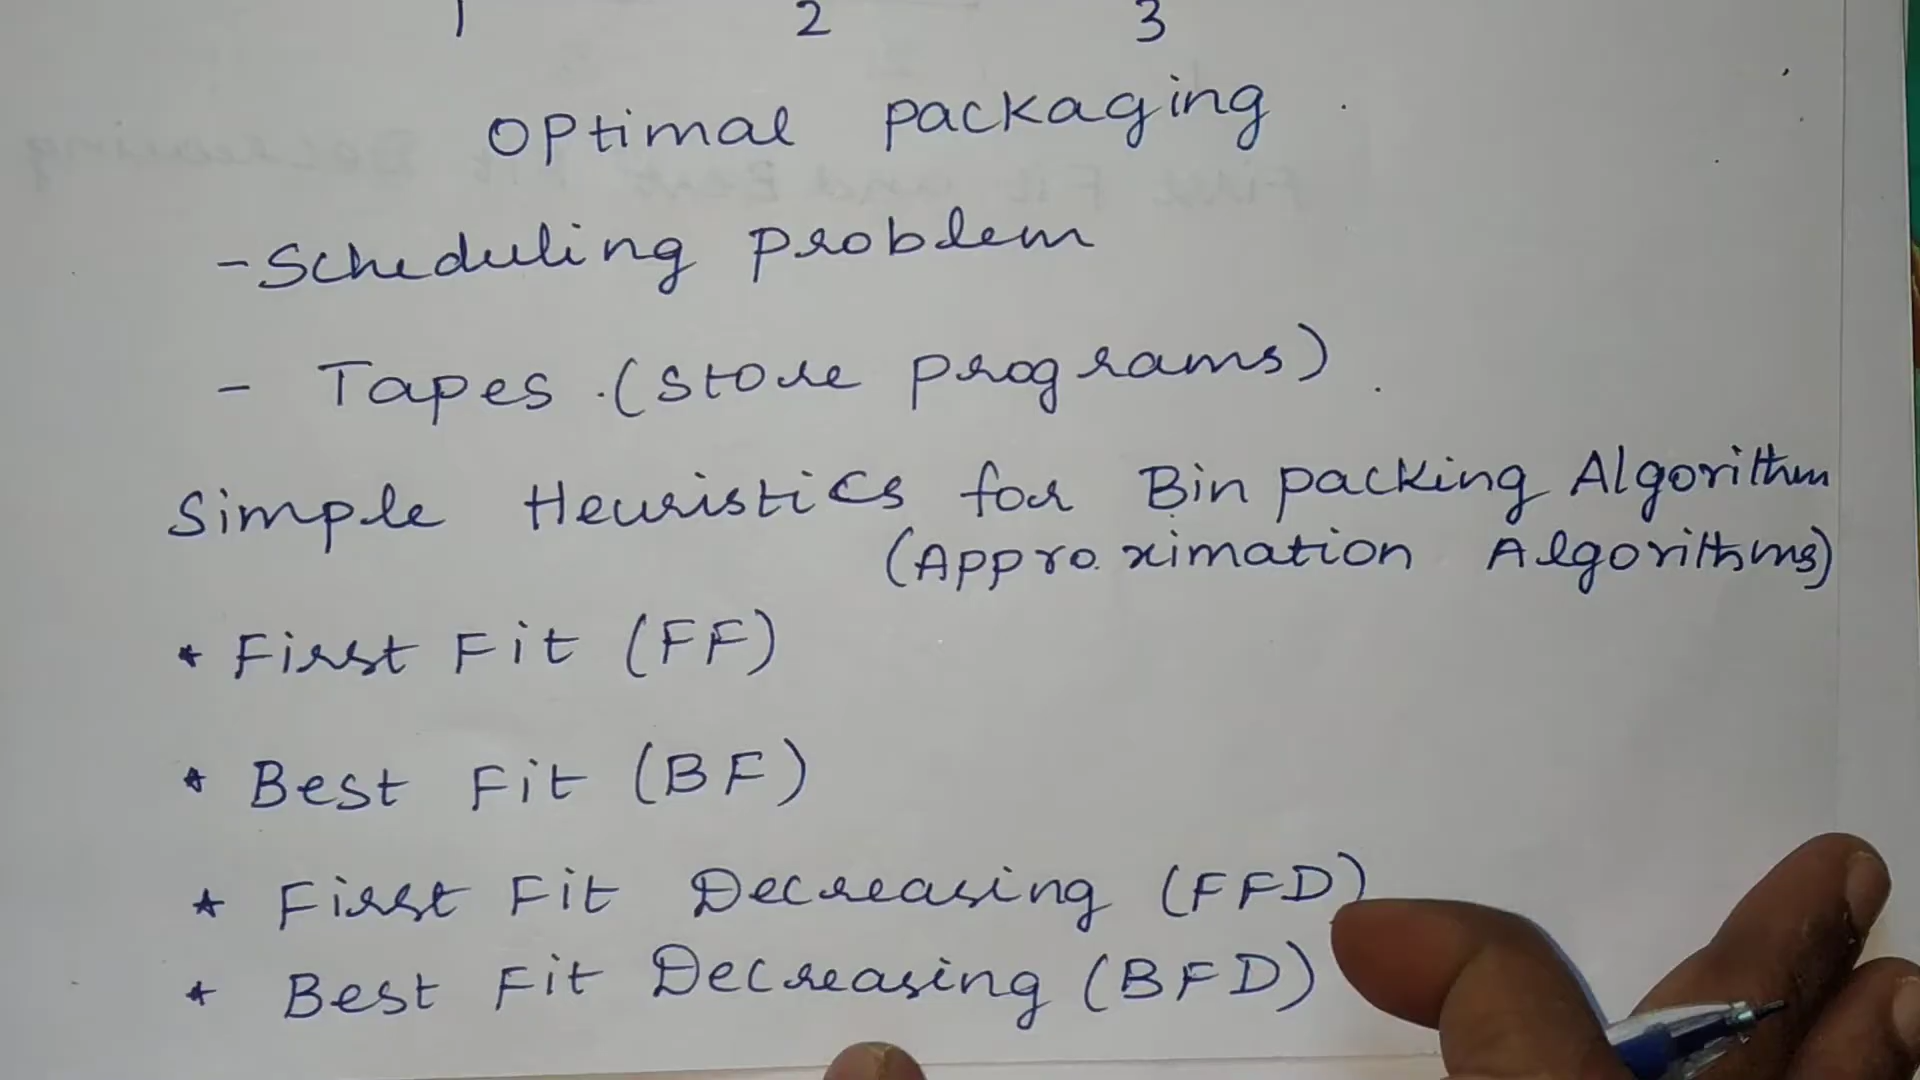 1 2 3
Optimal packaging
- Scheduling problem
- Tapes (store programs)
Simple Heuristics for Bin packing Algorithm
(Approximation Algorithms)
* First Fit (FF)
* Best Fit (BF)
* First Fit Decreasing (FFD)
* Best Fit Decreasing (BFD)